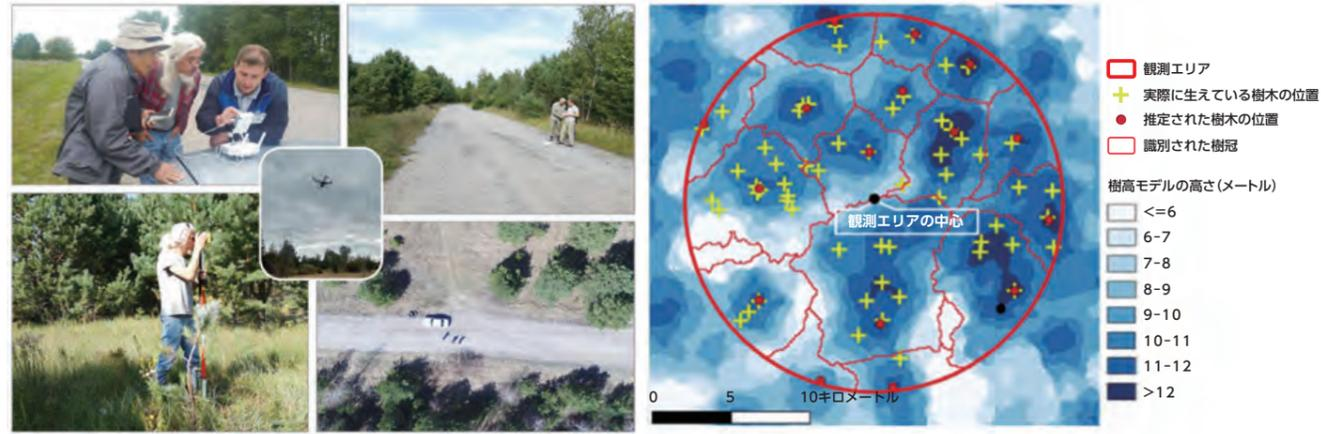 観測エリア
実際に生えている樹木の位置
推定された樹木の位置
識別された樹冠
樹高モデルの高さ(メートル)
<=6
6-7
7-8
8-9
9-10
10-11
11-12
>12
観測エリアの中心
0 5 10キロメートル